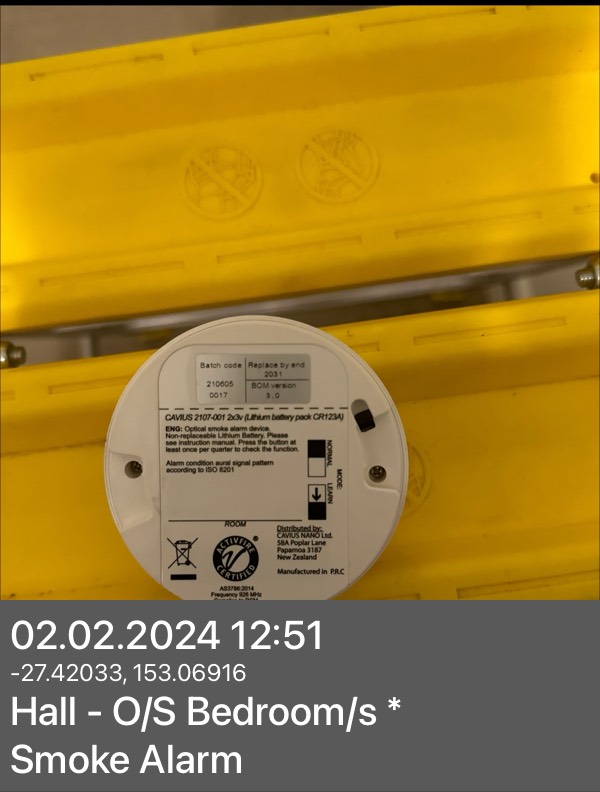 Batch code
Replace by end
2031
210605
0017
BOM version
3.0
CAVIUS 2107-001 2x3v (Lithium battery pack CR123A)
ENG: Optical smoke alarm device.
Non-replaceable Lithium Battery. Please
see instruction manual. Press the button at
least once per quarter to check the function.
Alarm condition aural signal pattern
according to ISO 8201
NORMAL
MODE:
LEARN
ROOM
Distributed by:
CAVIUS NANO Ltd.
58A Poplar Lane
Papamoa 3187
New Zealand
Manufactured in P.R.C
ACTIVFIRE
®
CERTIFIED
AS3786:2014
Frequency 926 MHz
02.02.2024 12:51
-27.42033, 153.06916
Hall - O/S Bedroom/s *
Smoke Alarm